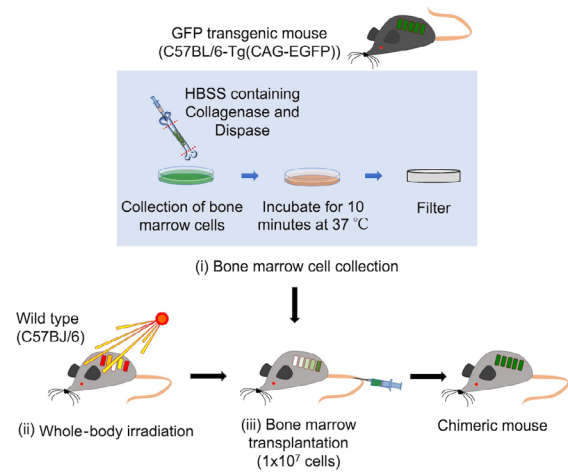 GFP transgenic mouse
(C57BL/6-Tg(CAG-EGFP))
HBSS containing
Collagenase and
Dispase
Collection of bone
marrow cells
Incubate for 10
minutes at 37 ℃
Filter
(i) Bone marrow cell collection
Wild type
(C57BJ/6)
(ii) Whole-body irradiation
(iii) Bone marrow
transplantation
(1x10⁷ cells)
Chimeric mouse